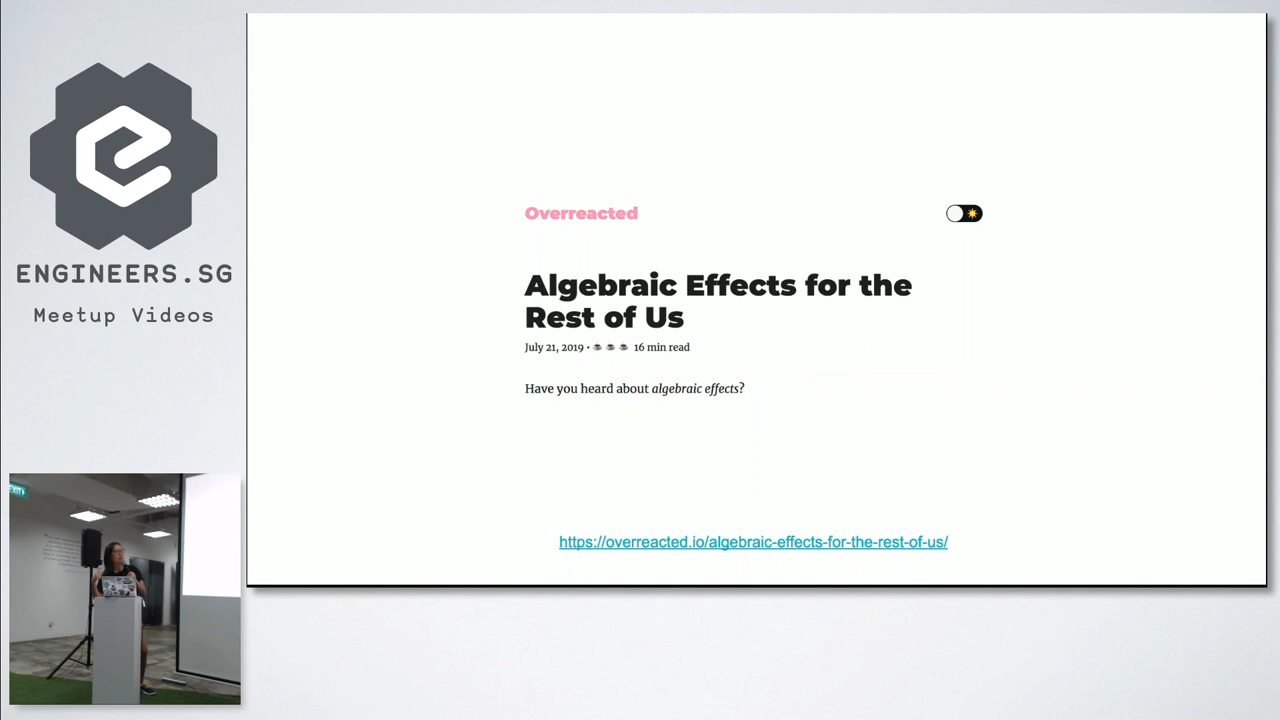 ENGINEERS.SG
Meetup Videos
Overreacted
Algebraic Effects for the
Rest of Us
July 21, 2019 • 16 min read
Have you heard about algebraic effects?
https://overreacted.io/algebraic-effects-for-the-rest-of-us/